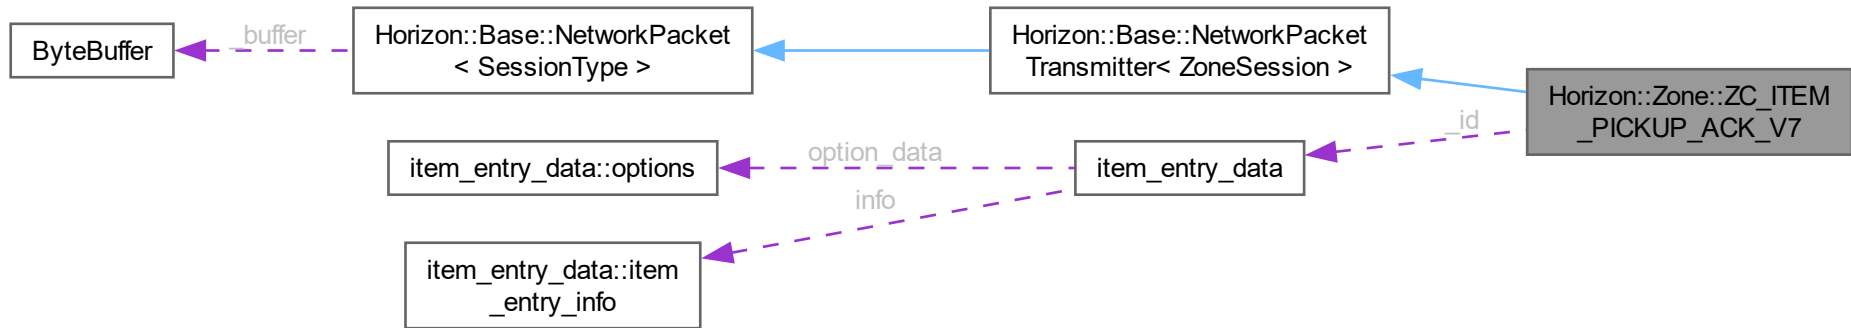 ByteBuffer
_buffer
Horizon::Base::NetworkPacket
< SessionType >
Horizon::Base::NetworkPacket
Transmitter< ZoneSession >
Horizon::Zone::ZC_ITEM
_PICKUP_ACK_V7
_id
item_entry_data::options
option_data
item_entry_data
info
item_entry_data::item
_entry_info